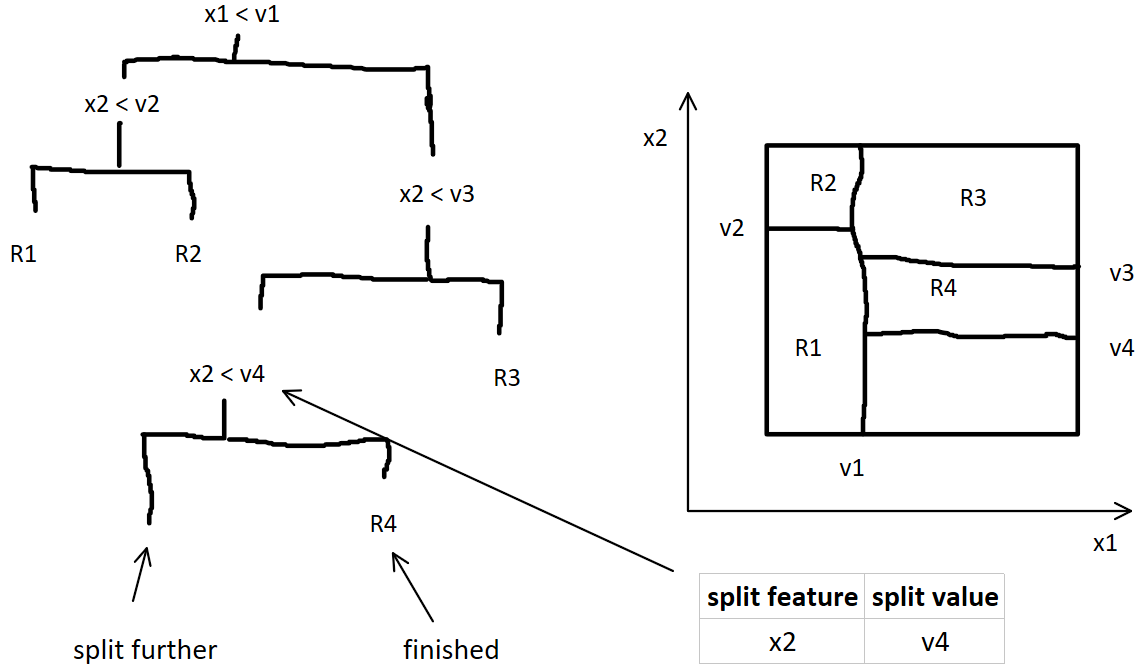 x1 < v1
x2 < v2
x2 < v3
R1
R2
x2 < v4
R3
R4
split further
finished
x2
R2
R3
v2
v3
R4
R1
v4
v1
x1
split feature split value
x2 v4